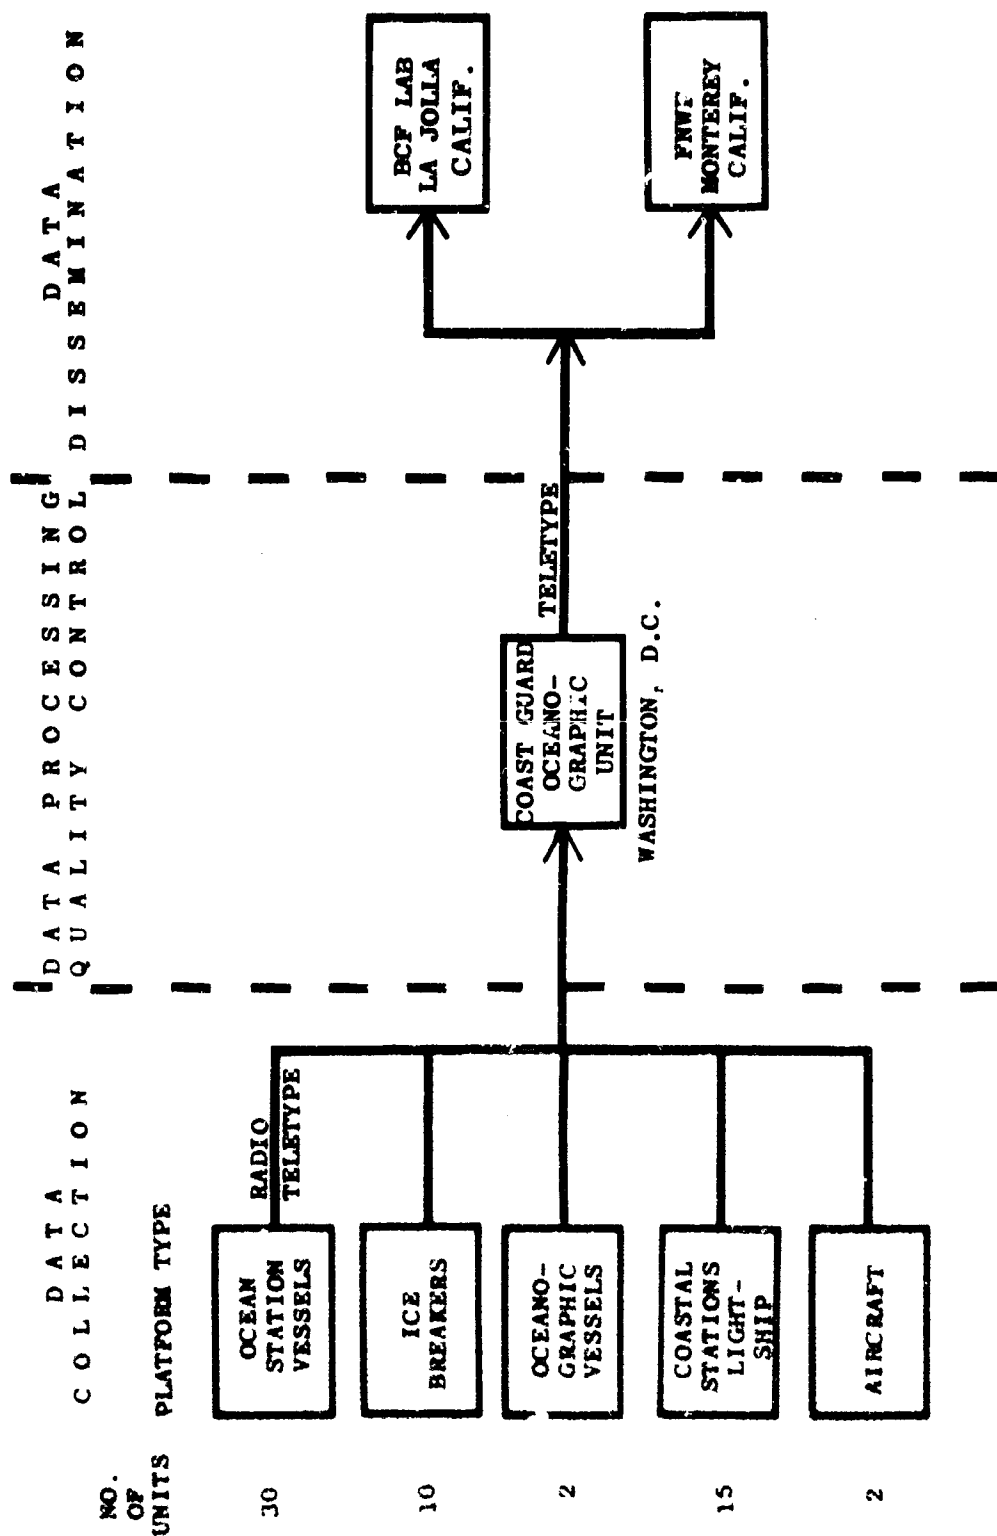 DATA
COLLECTION
DATA PROCESSING
QUALITY CONTROL
DATA
DISSEMINATION
NO.
OF
UNITS
PLATFORM TYPE
30
OCEAN
STATION
VESSELS
RADIO
TELETYPE
10
ICE
BREAKERS
2
OCEANO-
GRAPHIC
VESSELS
15
COASTAL
STATIONS
LIGHT-
SHIP
2
AIRCRAFT
COAST GUARD
OCEANO-
GRAPHIC
UNIT
WASHINGTON, D.C.
TELETYPE
BCF LAB
LA JOLLA
CALIF.
FNWF
MONTEREY
CALIF.